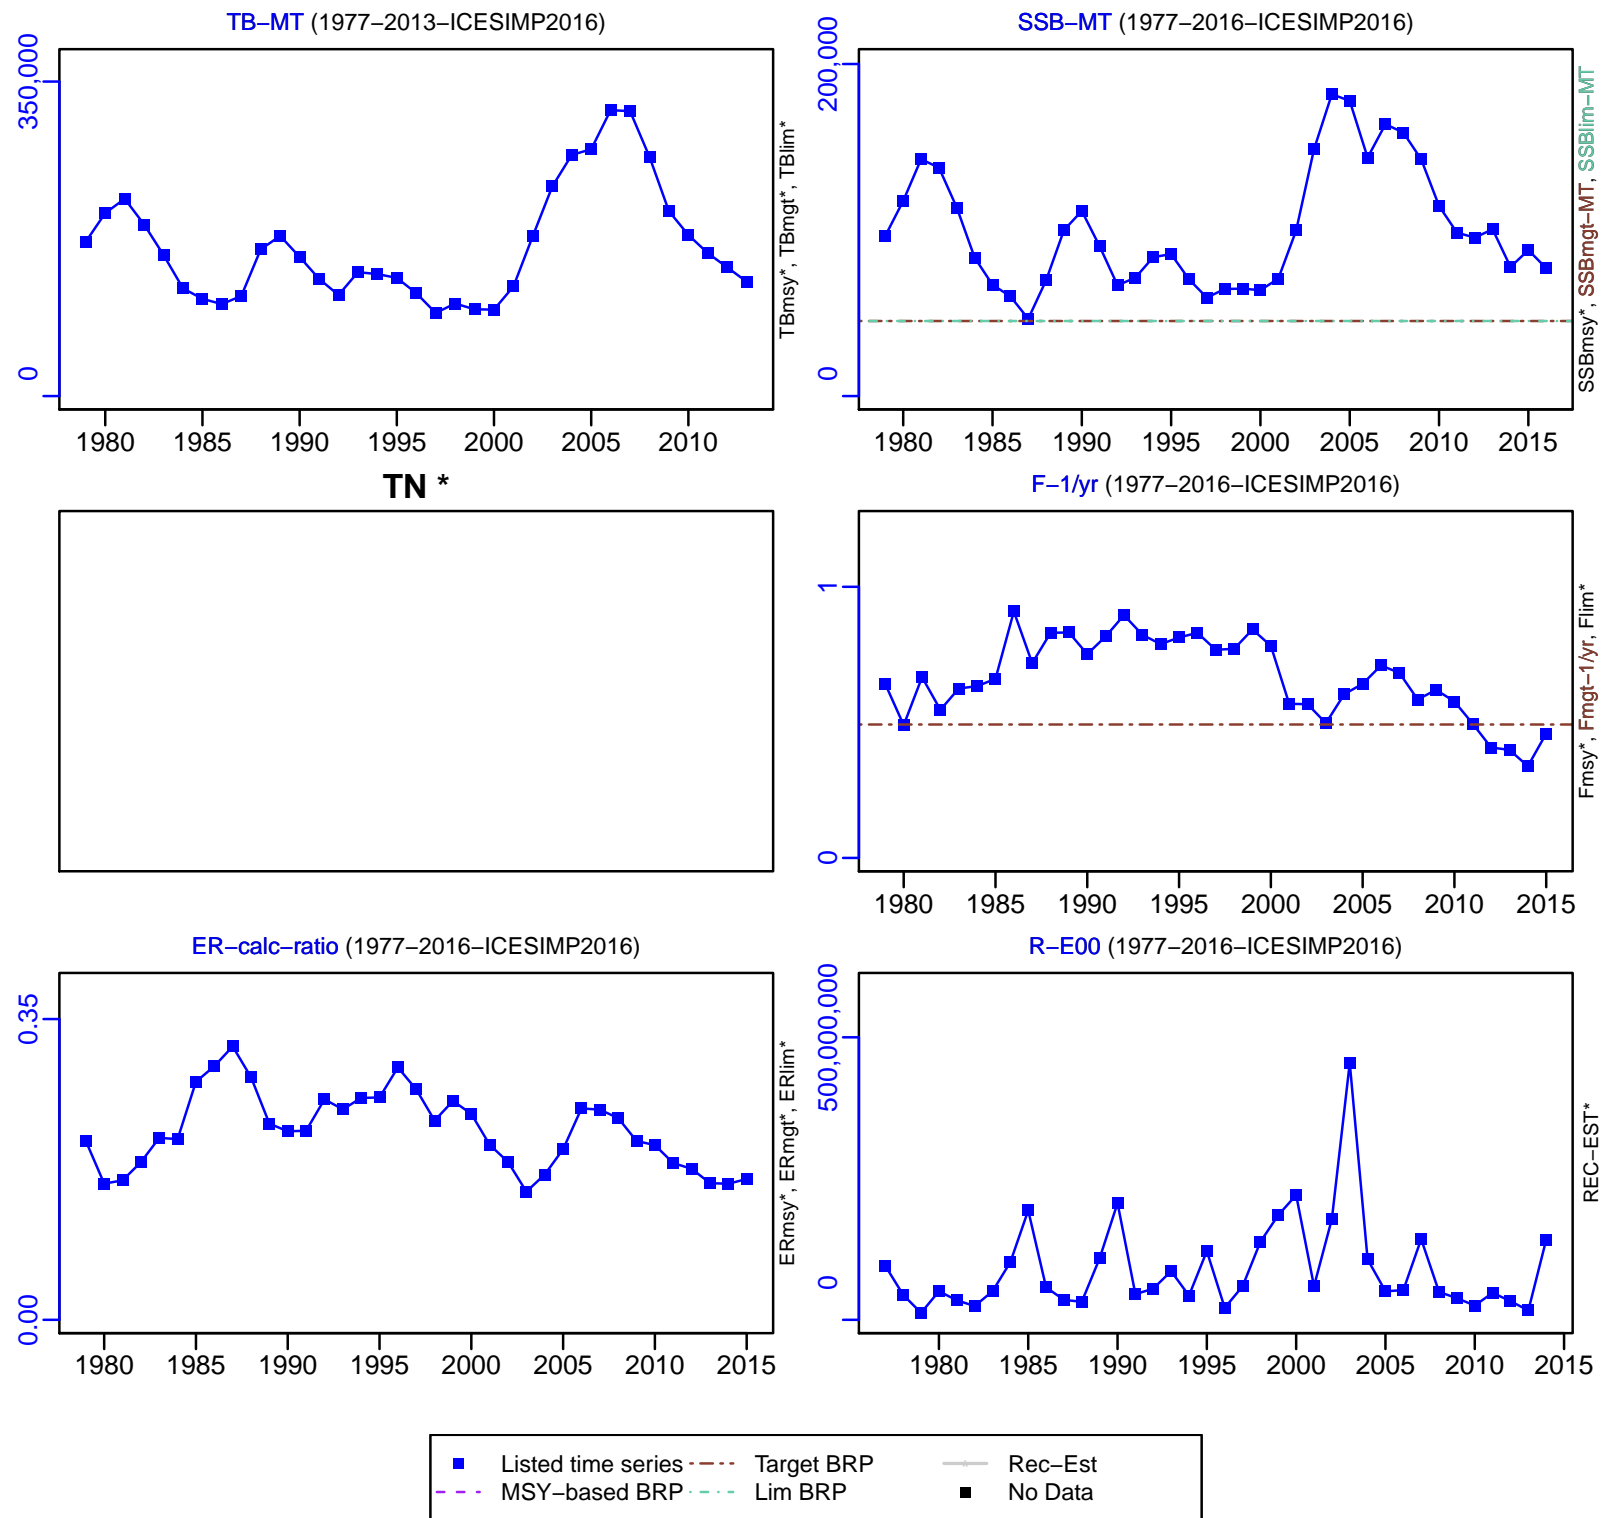 TB−MT (1977−2013−ICESIMP2016)
350,000
0
TBmsy*, TBmgt*, TBlim*
1980 1985 1990 1995 2000 2005 2010
SSB−MT (1977−2016−ICESIMP2016)
200,000
0
SSBmsy*, SSBmgt−MT, SSBlim−MT
1980 1985 1990 1995 2000 2005 2010 2015
TN *
F−1/yr (1977−2016−ICESIMP2016)
1
0
Fmsy*, Fmgt−1/yr, Flim*
1980 1985 1990 1995 2000 2005 2010 2015
ER−calc−ratio (1977−2016−ICESIMP2016)
0.35
0.00
ERmsy*, ERmgt*, ERlim*
1980 1985 1990 1995 2000 2005 2010 2015
R−E00 (1977−2016−ICESIMP2016)
500,000,000
0
REC−EST*
1980 1985 1990 1995 2000 2005 2010 2015
Listed time series Target BRP Rec−Est
MSY−based BRP Lim BRP No Data